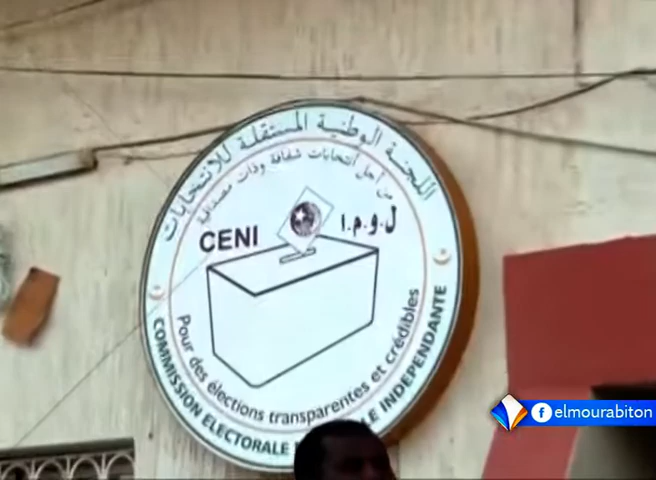 اللجنة الوطنية المستقلة للانتخابات
من أجل انتخابات شفافة وذات مصداقية
CENI
ل.و.م.ا
Pour des élections transparentes et crédibles
COMMISSION ELECTORALE INDEPENDANTE
elmourabiton